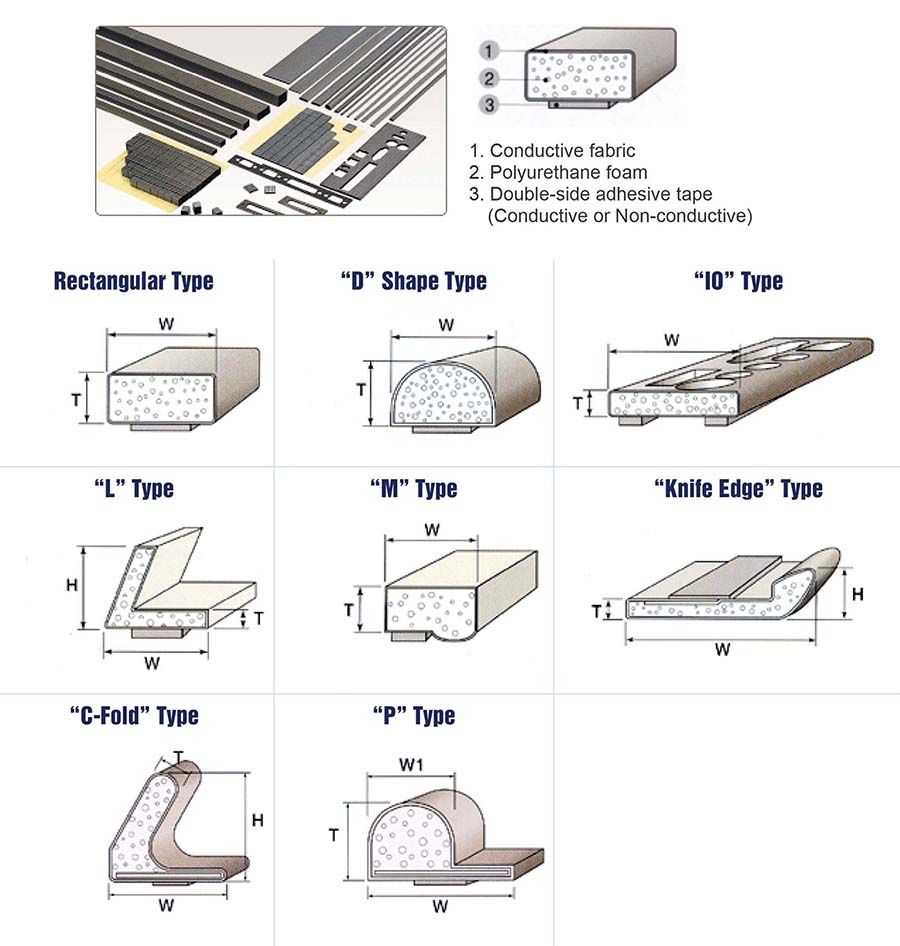 1
2
3
1. Conductive fabric
2. Polyurethane foam
3. Double-side adhesive tape
(Conductive or Non-conductive)
Rectangular Type
“D” Shape Type
“IO” Type
W
T
W
T
W
T
“L” Type
“M” Type
“Knife Edge” Type
H
T
W
W
T
T
H
W
“C-Fold” Type
“P” Type
T
H
W
W1
T
W